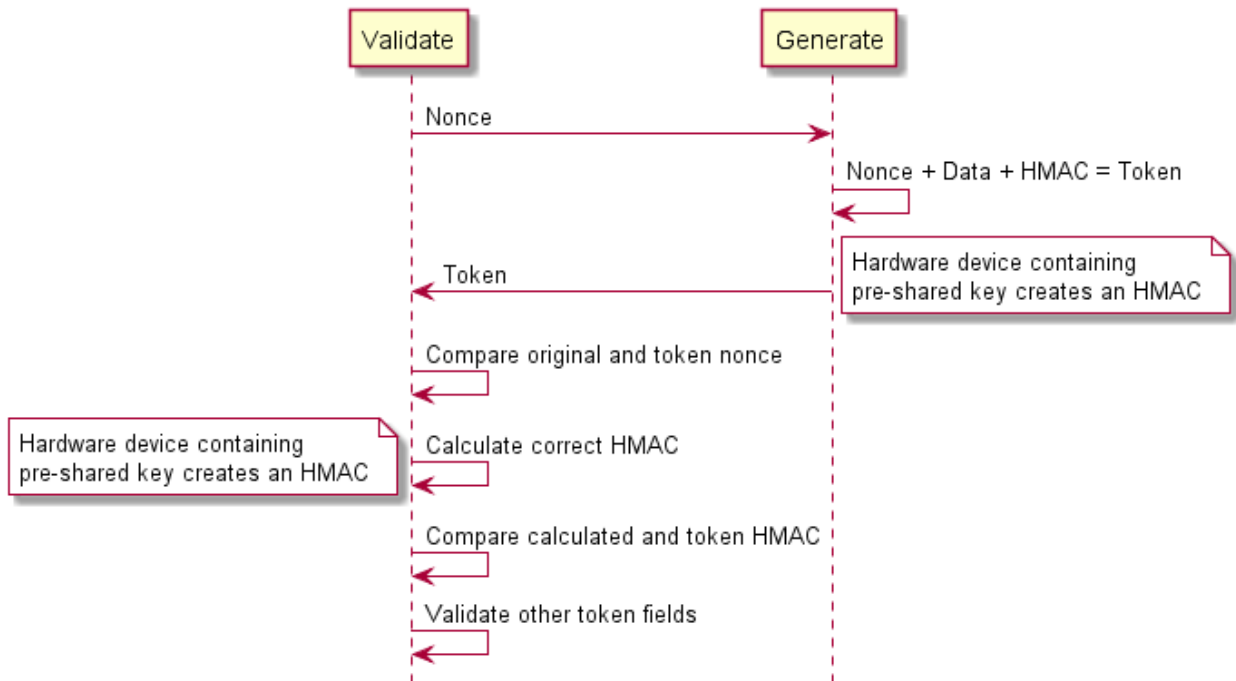 Validate
Generate
Nonce
Nonce + Data + HMAC = Token
Hardware device containing
pre-shared key creates an HMAC
Token
Compare original and token nonce
Hardware device containing
pre-shared key creates an HMAC
Calculate correct HMAC
Compare calculated and token HMAC
Validate other token fields